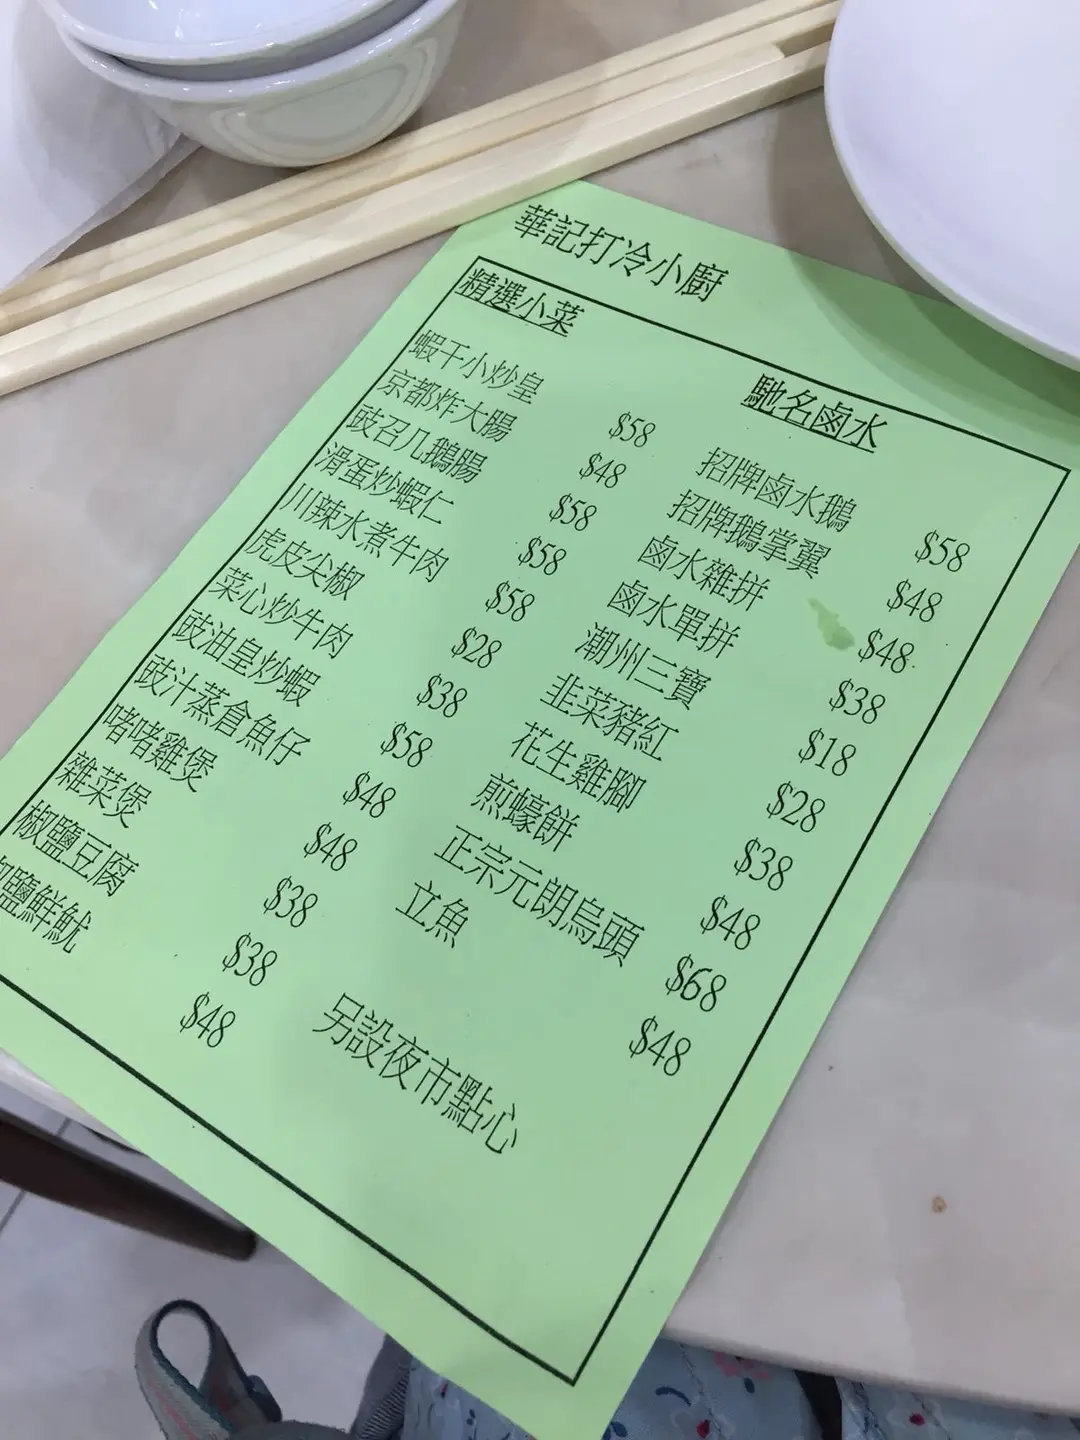 華記打冷小廚
精選小菜
蝦干小炒皇 $58
京都炸大腸 $48
豉召几鵝腸 $58
滑蛋炒蝦仁 $58
川辣水煮牛肉 $58
虎皮尖椒 $28
菜心炒牛肉 $38
豉油皇炒蝦 $58
豉汁蒸倉魚仔 $48
啫啫雞煲 $48
雜菜煲 $38
椒鹽豆腐 $38
椒鹽鮮魷 $48
馳名鹵水
招牌鹵水鵝 $58
招牌鵝掌翼 $48
鹵水雜拼 $48
鹵水單拼 $38
潮州三寶 $18
韭菜豬紅 $28
花生雞腳 $38
煎蠔餅 $48
正宗元朗烏頭 $68
立魚 $48
另設夜市點心